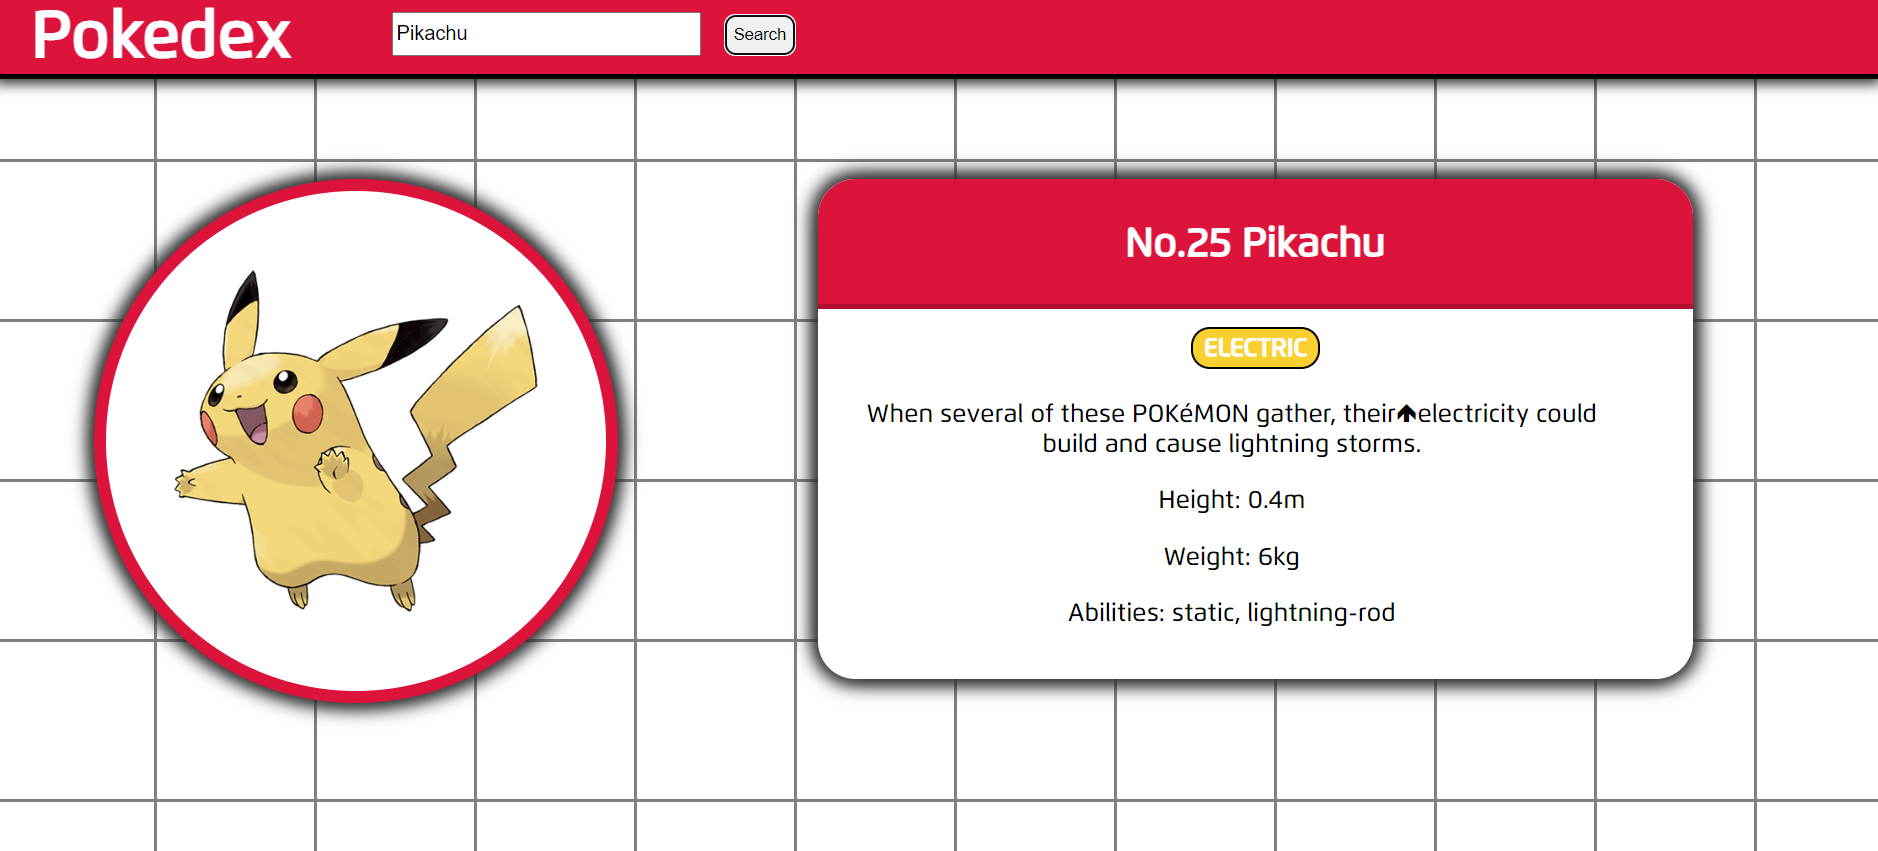 Pokedex
Pikachu
Search
No.25 Pikachu
ELECTRIC
When several of these POKéMON gather, their🡹electricity could
build and cause lightning storms.
Height: 0.4m
Weight: 6kg
Abilities: static, lightning-rod